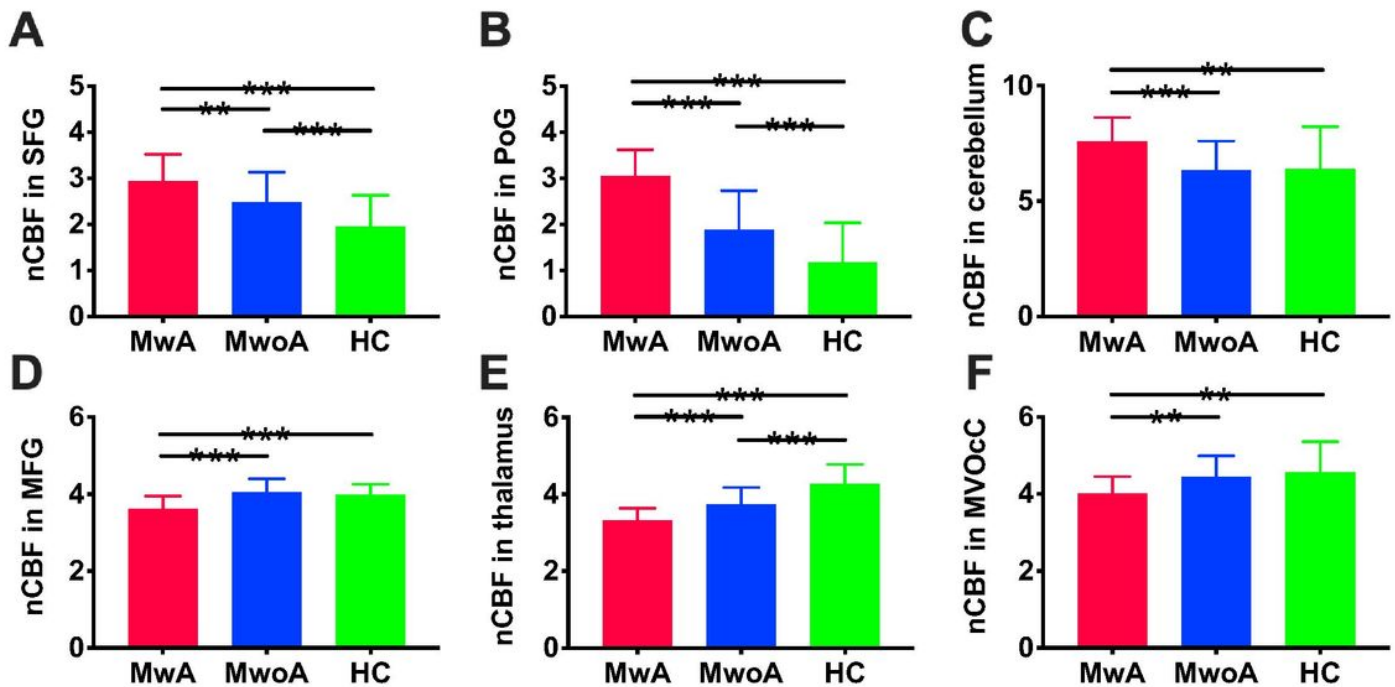 A
nCBF in SFG
5
4
3
2
1
0
***
**
***
MwA MwoA HC
B
nCBF in PoG
5
4
3
2
1
0
***
***
***
MwA MwoA HC
C
nCBF in cerebellum
10
5
0
**
***
MwA MwoA HC
D
nCBF in MFG
6
4
2
0
***
***
MwA MwoA HC
E
nCBF in thalamus
6
4
2
0
***
***
***
MwA MwoA HC
F
nCBF in MVOcC
6
4
2
0
**
**
MwA MwoA HC